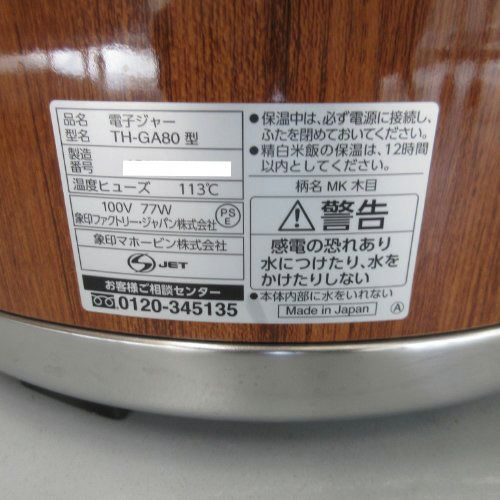 品名 電子ジャー
型名 TH-GA80 型
製造
番号
温度ヒューズ 113℃
100V 77W
象印ファクトリー・ジャパン株式会社
PS
E
象印マホービン株式会社
S JET
お客様ご相談センター
0120-345135
●保温中は、必ず電源に接続し、
ふたを閉めておいてください。
●精白米飯の保温は、12時間
以内としてください。
柄名 MK 木目
警告
感電の恐れあり
水につけたり、水を
かけたりしない
●本体内部に水をいれない
Made in Japan
A